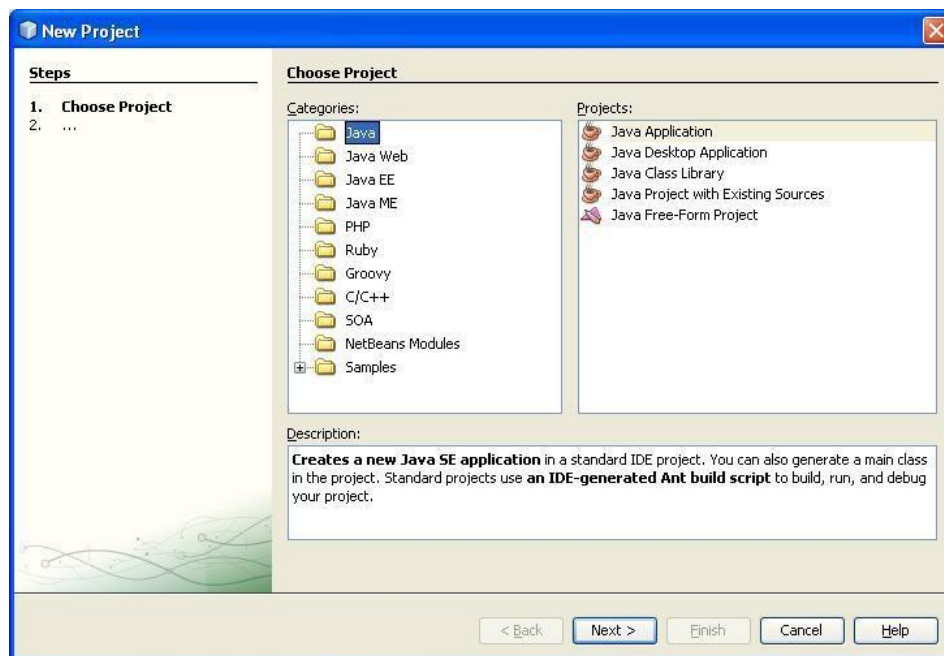 New Project
Steps
1. Choose Project
2. ...
Choose Project
Categories:
Java
Java Web
Java EE
Java ME
PHP
Ruby
Groovy
C/C++
SOA
NetBeans Modules
Samples
Projects:
Java Application
Java Desktop Application
Java Class Library
Java Project with Existing Sources
Java Free-Form Project
Description:
Creates a new Java SE application in a standard IDE project. You can also generate a main class
in the project. Standard projects use an IDE-generated Ant build script to build, run, and debug
your project.
< Back
Next >
Finish
Cancel
Help